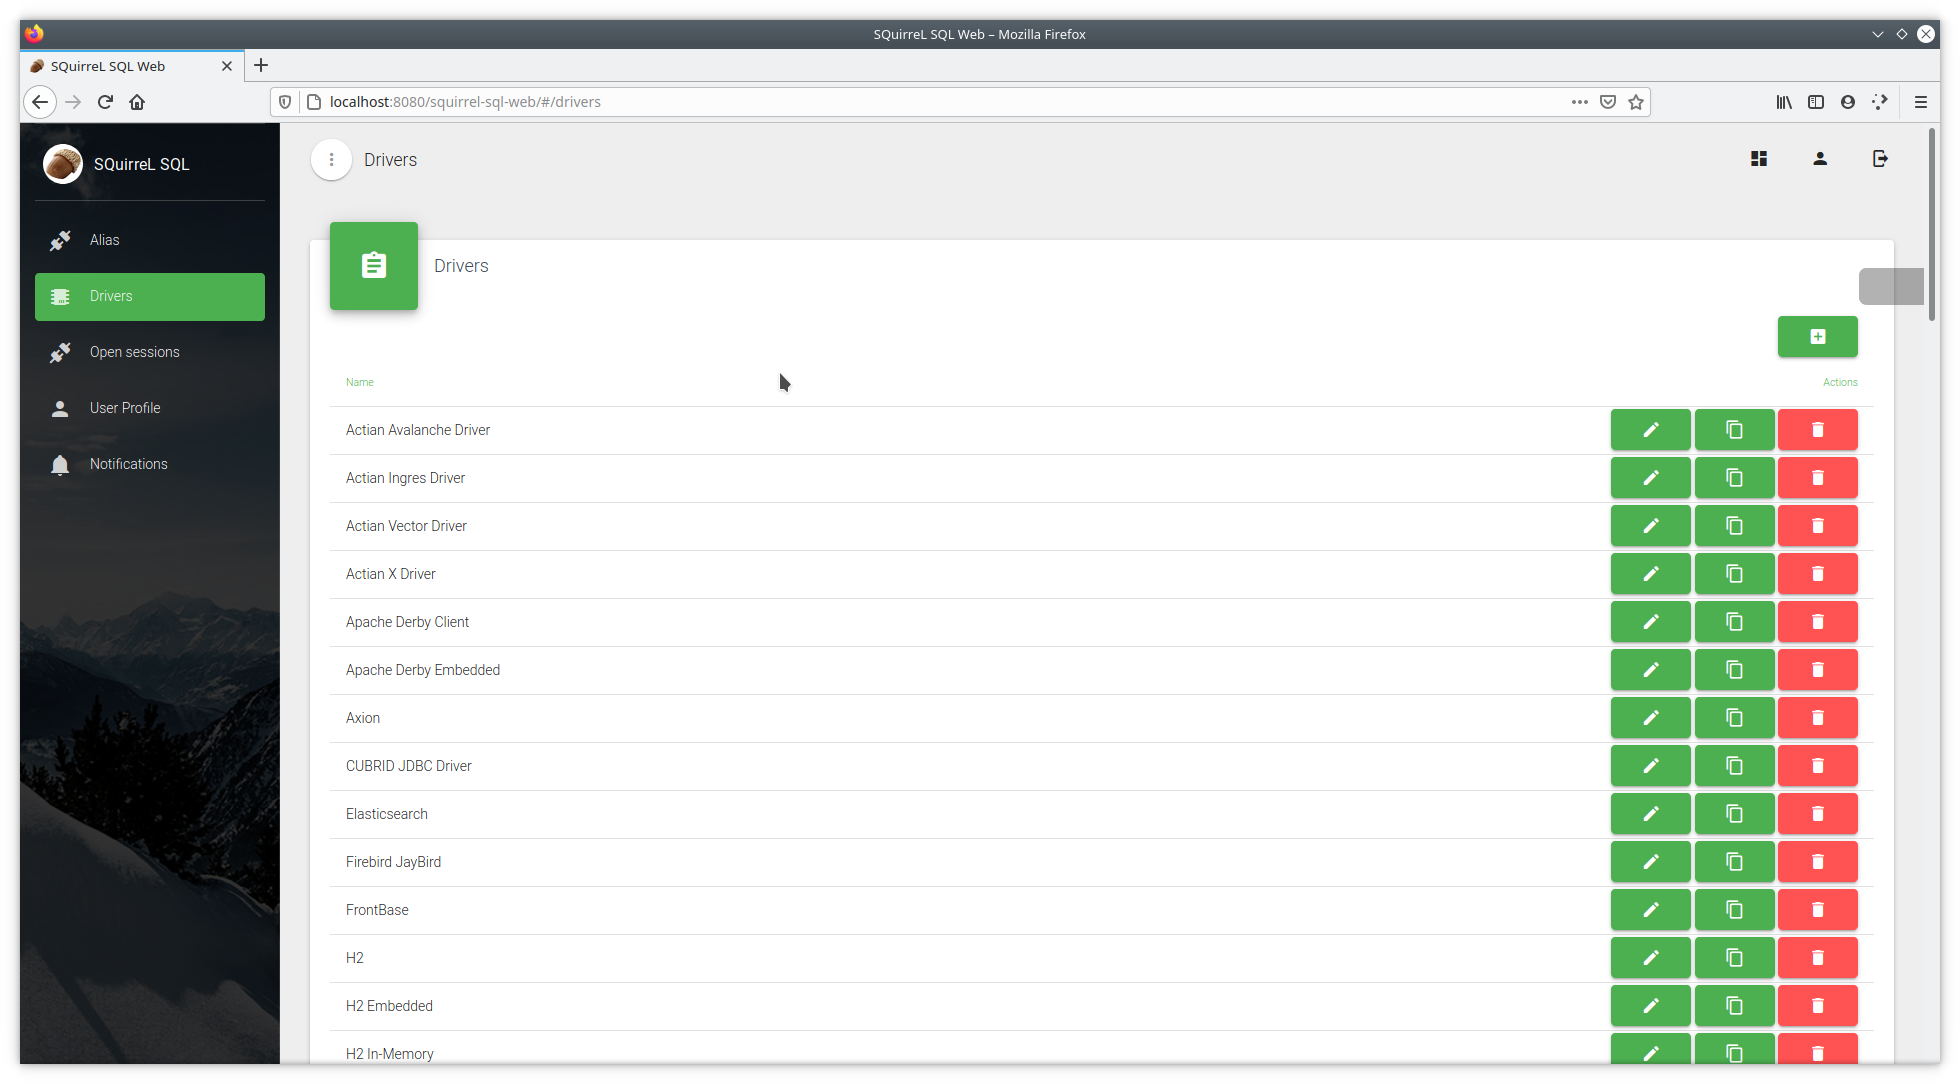 SQuirreL SQL Web – Mozilla Firefox
SQuirreL SQL Web
localhost:8080/squirrel-sql-web/#/drivers
SQuirreL SQL
Drivers
Alias
Drivers
Open sessions
User Profile
Notifications
Drivers
Name Actions
Actian Avalanche Driver
Actian Ingres Driver
Actian Vector Driver
Actian X Driver
Apache Derby Client
Apache Derby Embedded
Axion
CUBRID JDBC Driver
Elasticsearch
Firebird JayBird
FrontBase
H2
H2 Embedded
H2 In-Memory